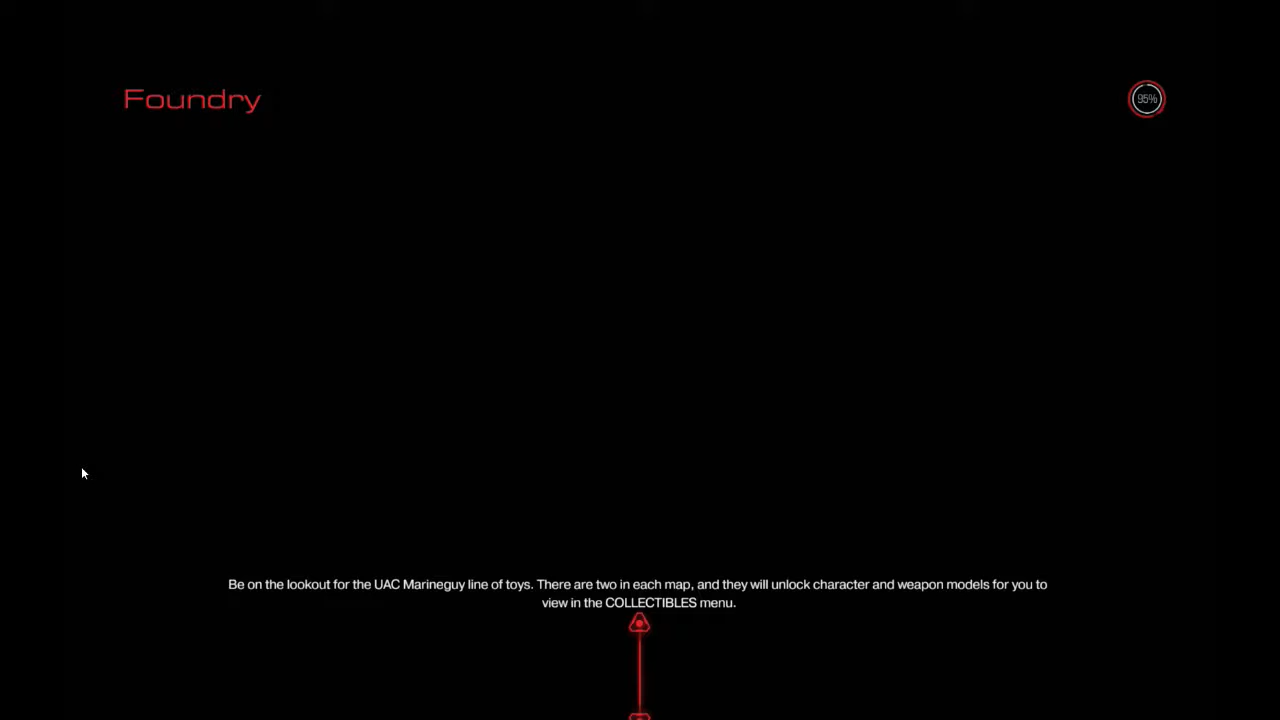 Foundry
95%
Be on the lookout for the UAC Marineguy line of toys. There are two in each map, and they will unlock character and weapon models for you to
view in the COLLECTIBLES menu.